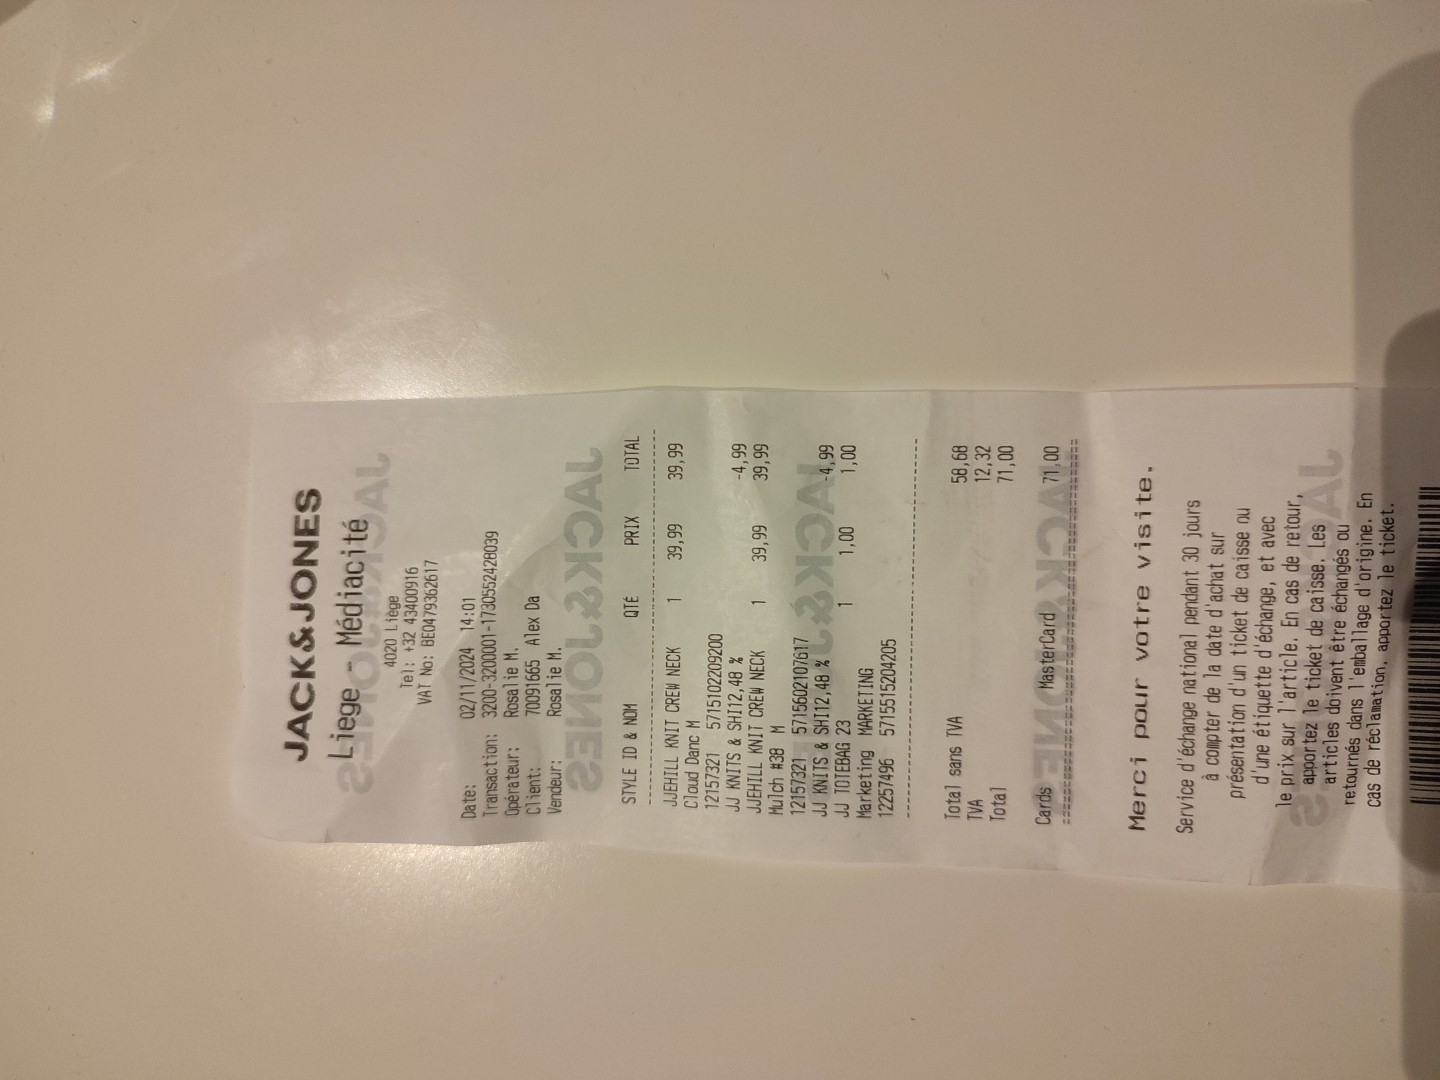 JACK&JONES
Liege - Médiacité
4020 Liège
Tel: +32 43400916
VAT No: BE0479362617
Date: 02/11/2024 14:01
Transaction: 3200-3200001-1730552428039
Opérateur: Rosalie M.
Client: 70091665 Alex Da
Vendeur: Rosalie M.
STYLE ID & NOM QTÉ PRIX TOTAL
JJEHILL KNIT CREW NECK 1 39,99 39,99
Cloud Danc M
12157321 5715102209200
JJ KNITS & SHI12,48 % -4,99
JJEHILL KNIT CREW NECK 1 39,99 39,99
Mulch #38 M
12157321 5715602107617
JJ KNITS & SHI12,48 % -4,99
JJ TOTEBAG 23 1 1,00 1,00
Marketing MARKETING
12257496 5715515204205
Total sans TVA 58,68
TVA 12,32
Total 71,00
Cards MasterCard 71,00
Merci pour votre visite.
Service d'échange national pendant 30 jours
à compter de la date d'achat sur
présentation d'un ticket de caisse ou
d'une étiquette d'échange, et avec
le prix sur l'article. En cas de retour,
apportez le ticket de caisse. Les
articles doivent être échangés ou
retournés dans l'emballage d'origine. En
cas de réclamation, apportez le ticket.